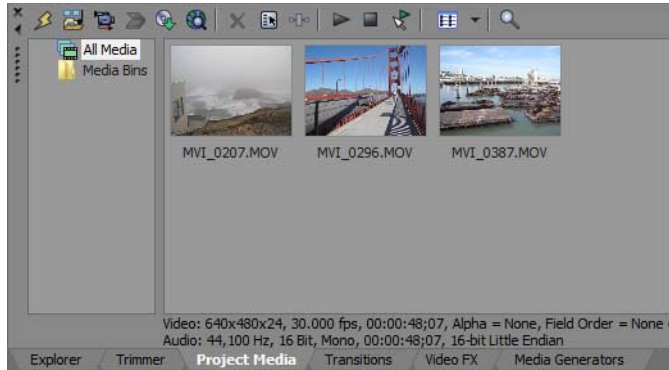 All Media
Media Bins
MVI_0207.MOV MVI_0296.MOV MVI_0387.MOV
Video: 640x480x24, 30.000 fps, 00:00:48;07, Alpha = None, Field Order = None
Audio: 44,100 Hz, 16 Bit, Mono, 00:00:48;07, 16-bit Little Endian
Explorer Trimmer Project Media Transitions Video FX Media Generators